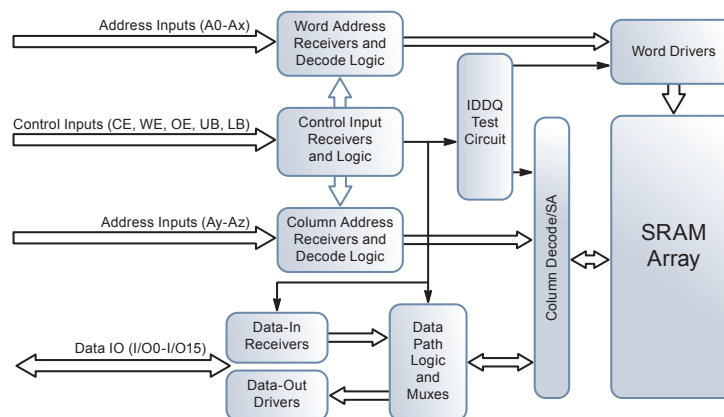 Address Inputs (A0-Ax)
Word Address
Receivers and
Decode Logic
Word Drivers
IDDQ
Test
Circuit
Control Inputs (CE, WE, OE, UB, LB)
Control Input
Receivers
and Logic
Address Inputs (Ay-Az)
Column Address
Receivers and
Decode Logic
Column Decode/SA
SRAM
Array
Data IO (I/O0-I/O15)
Data-In
Receivers
Data
Path
Logic
and
Muxes
Data-Out
Drivers